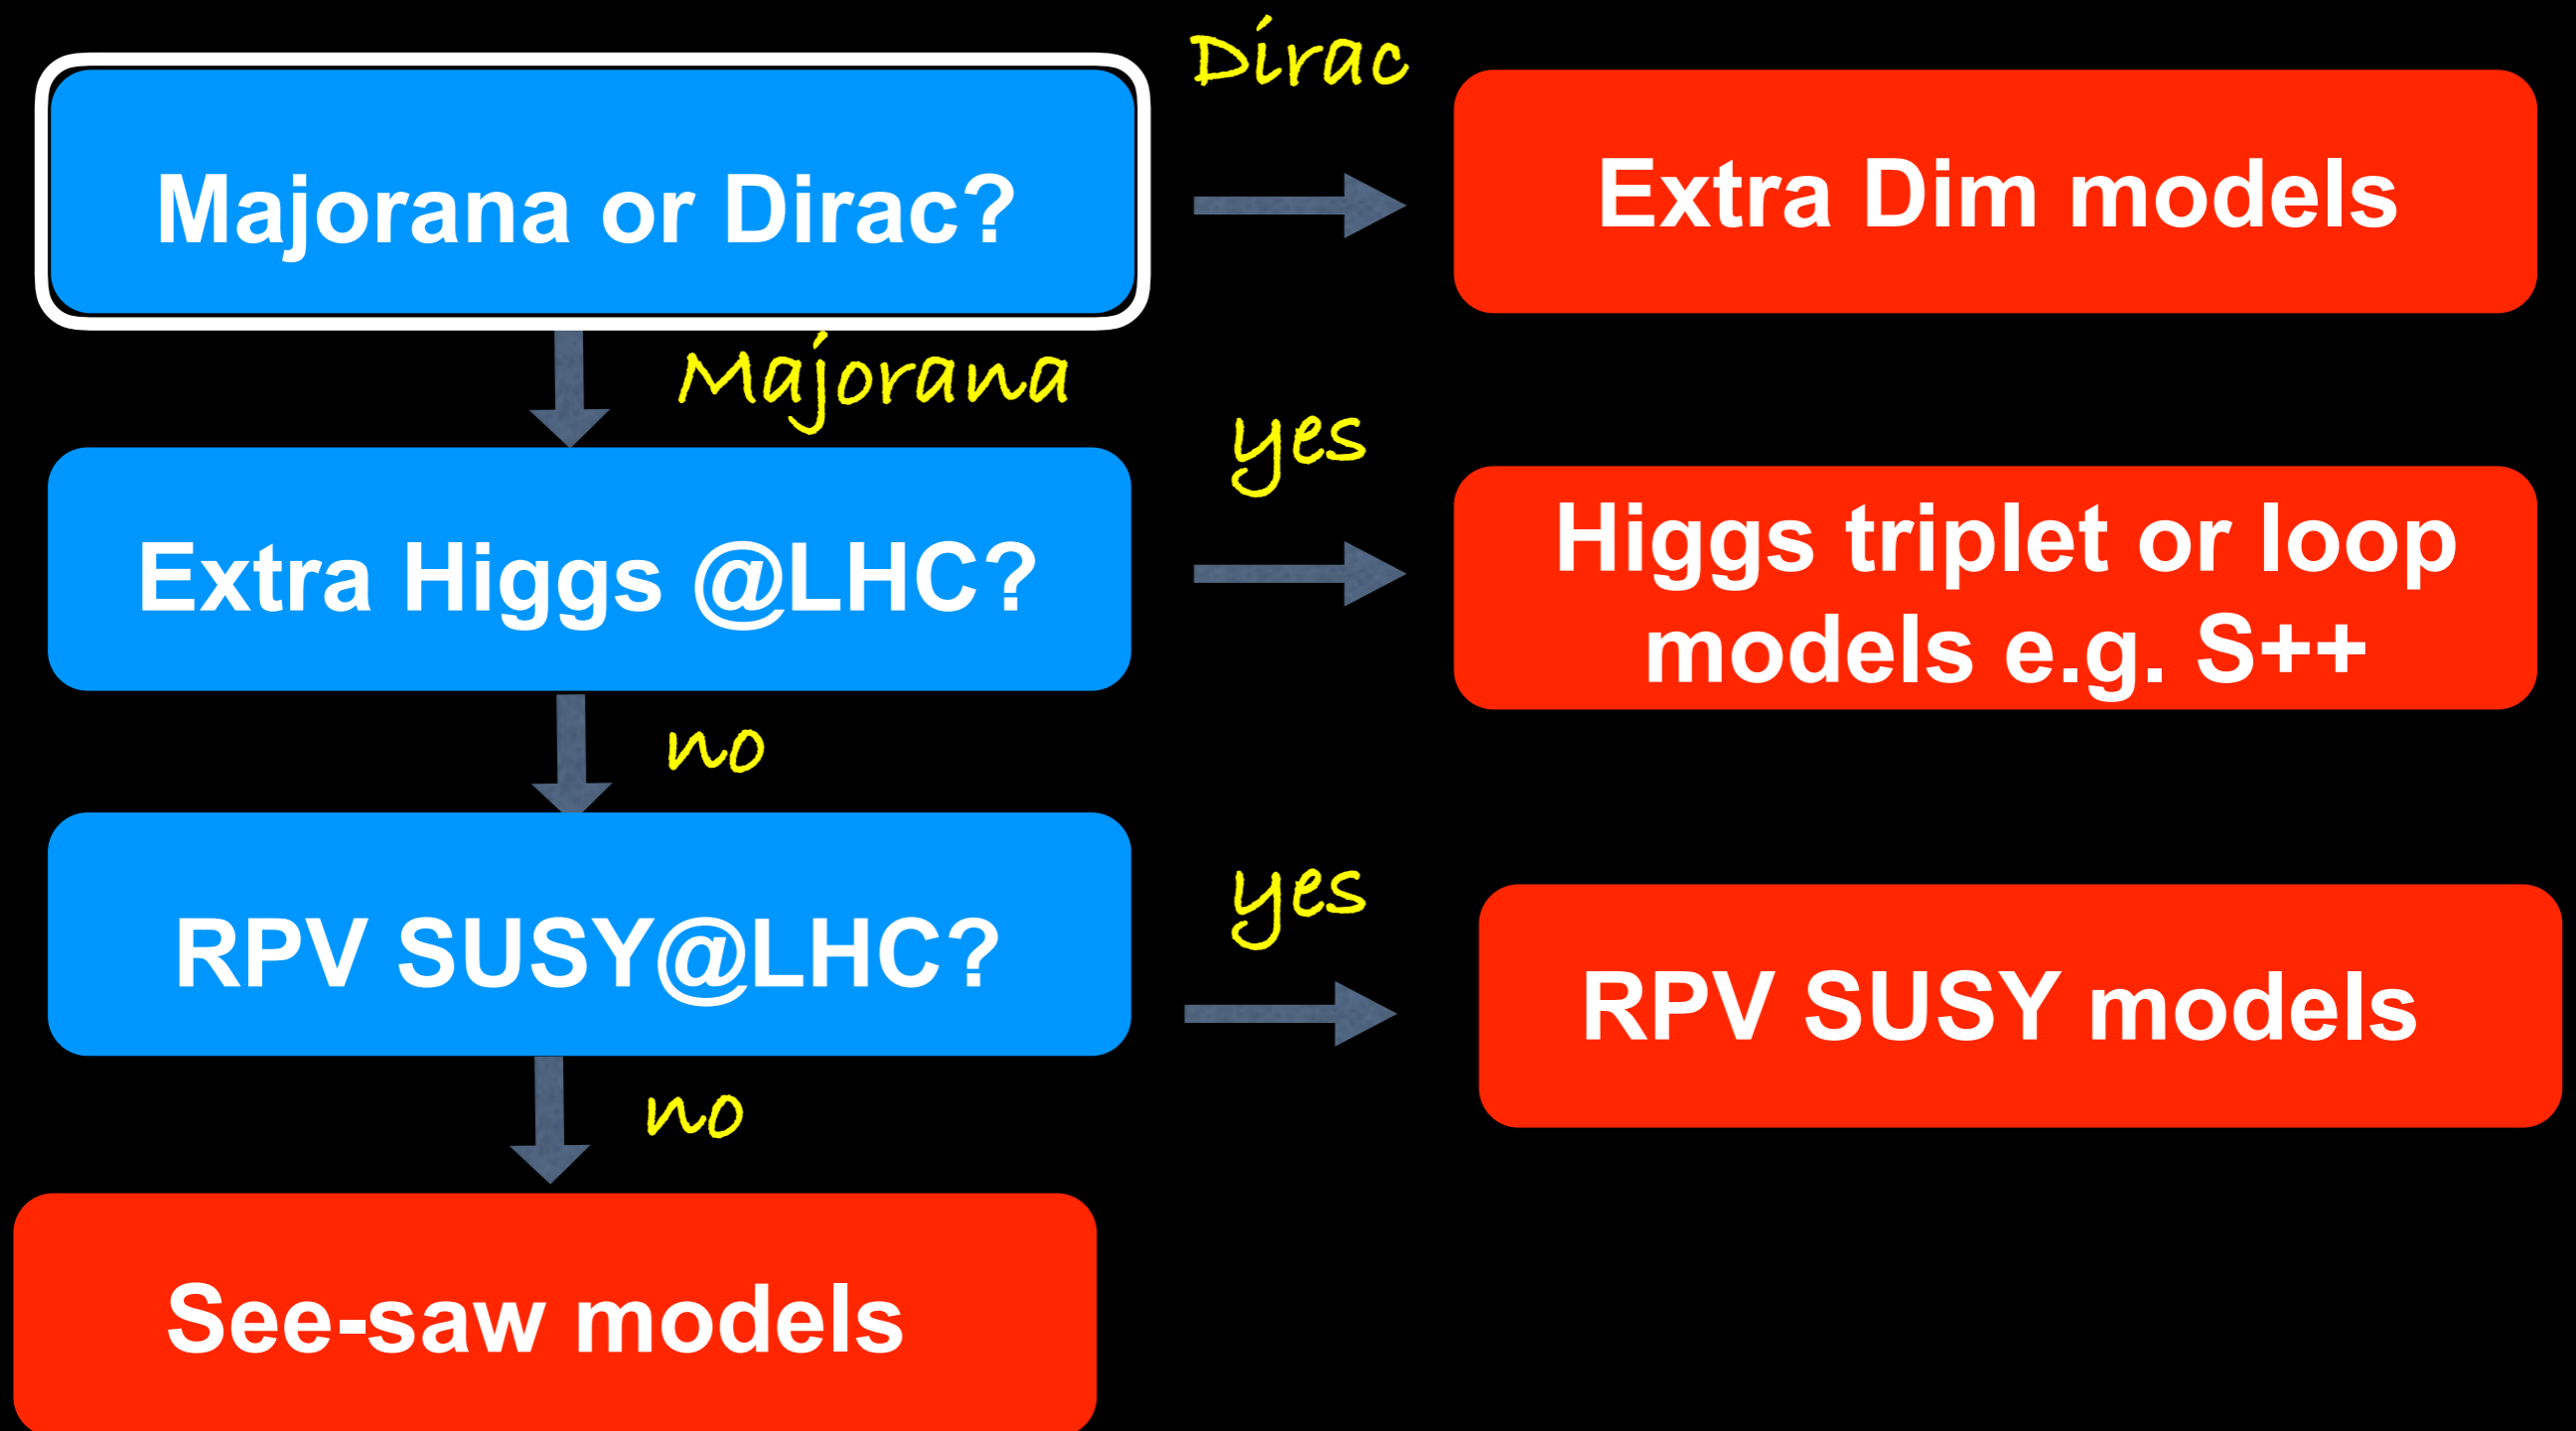 Dirac
Majorana or Dirac?
Extra Dim models
Majorana
yes
Extra Higgs @LHC?
Higgs triplet or loop
models e.g. S++
no
yes
RPV SUSY@LHC?
RPV SUSY models
no
See-saw models